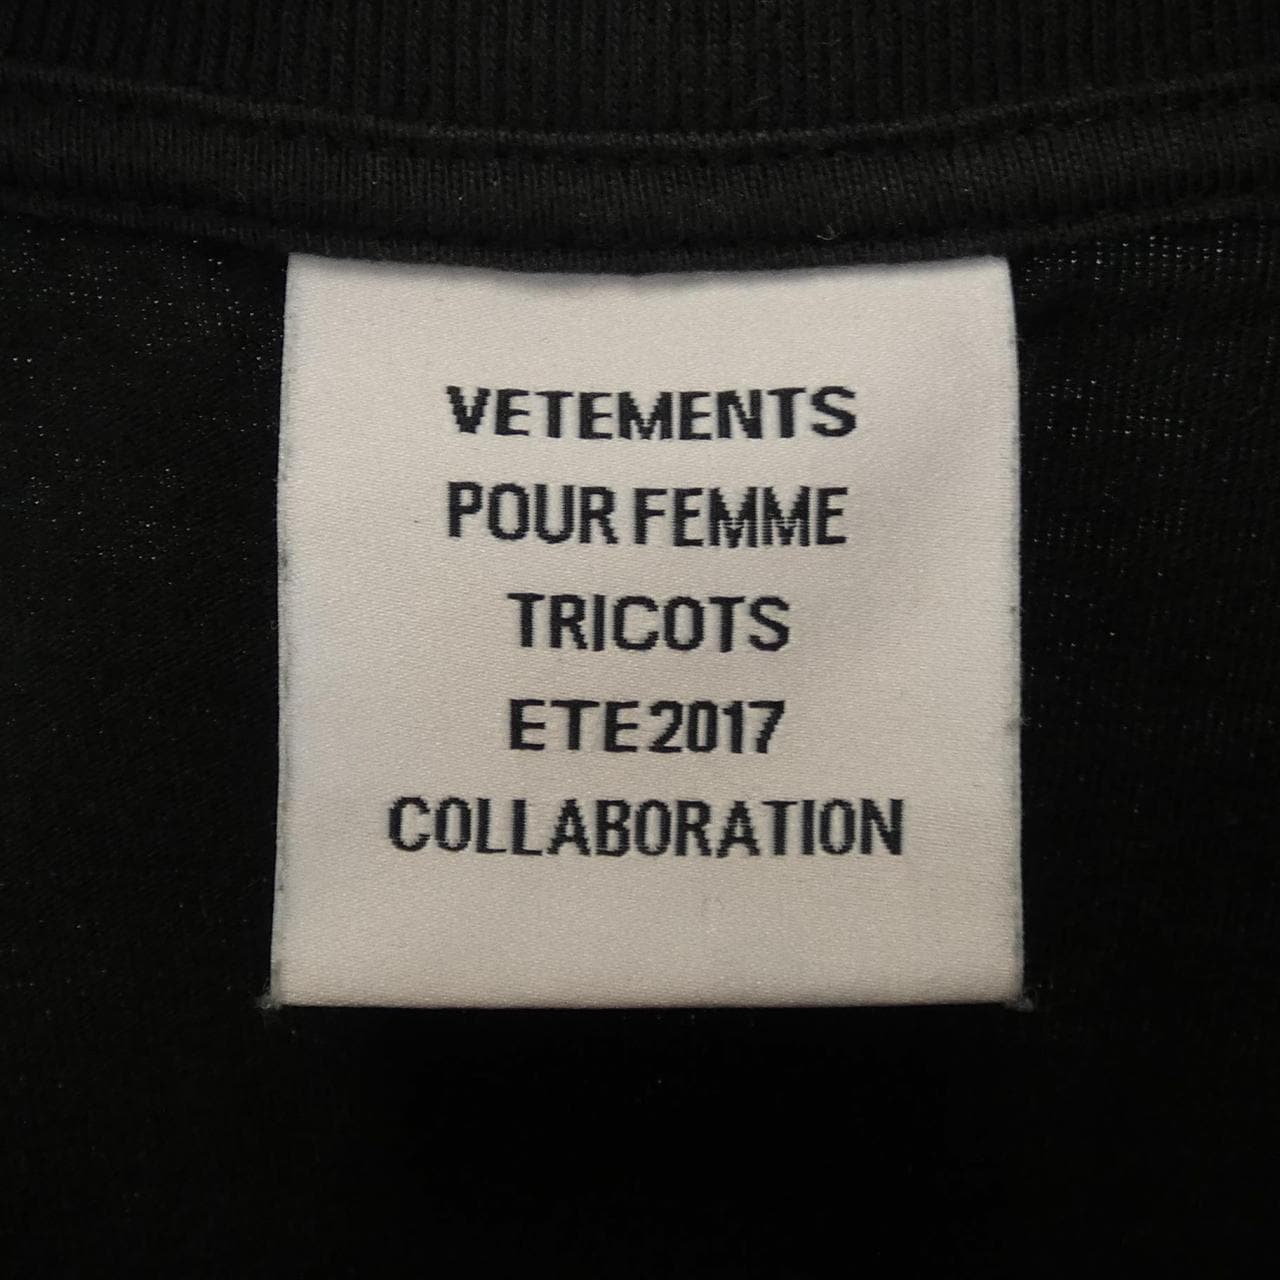 VETEMENTS
POUR FEMME
TRICOTS
ETE2017
COLLABORATION